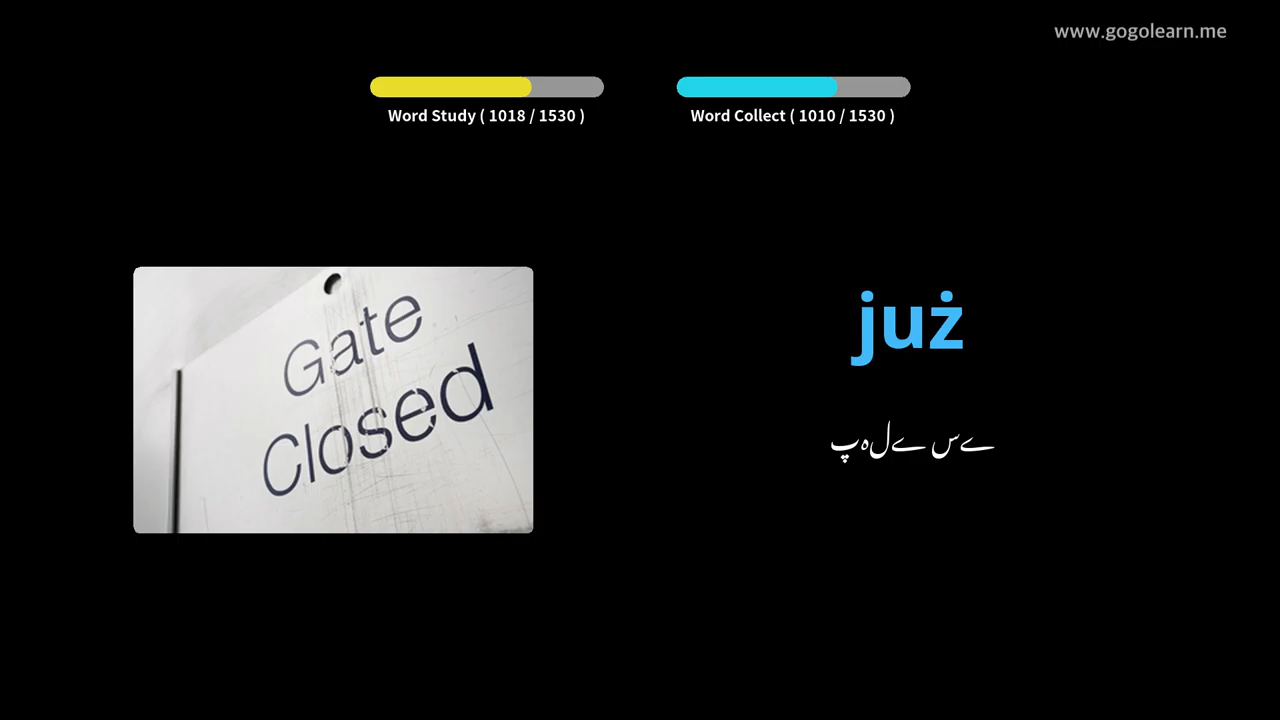 www.gogolearn.me
Word Study ( 1018 / 1530 )
Word Collect ( 1010 / 1530 )
Gate
Closed
już
پہلے سے